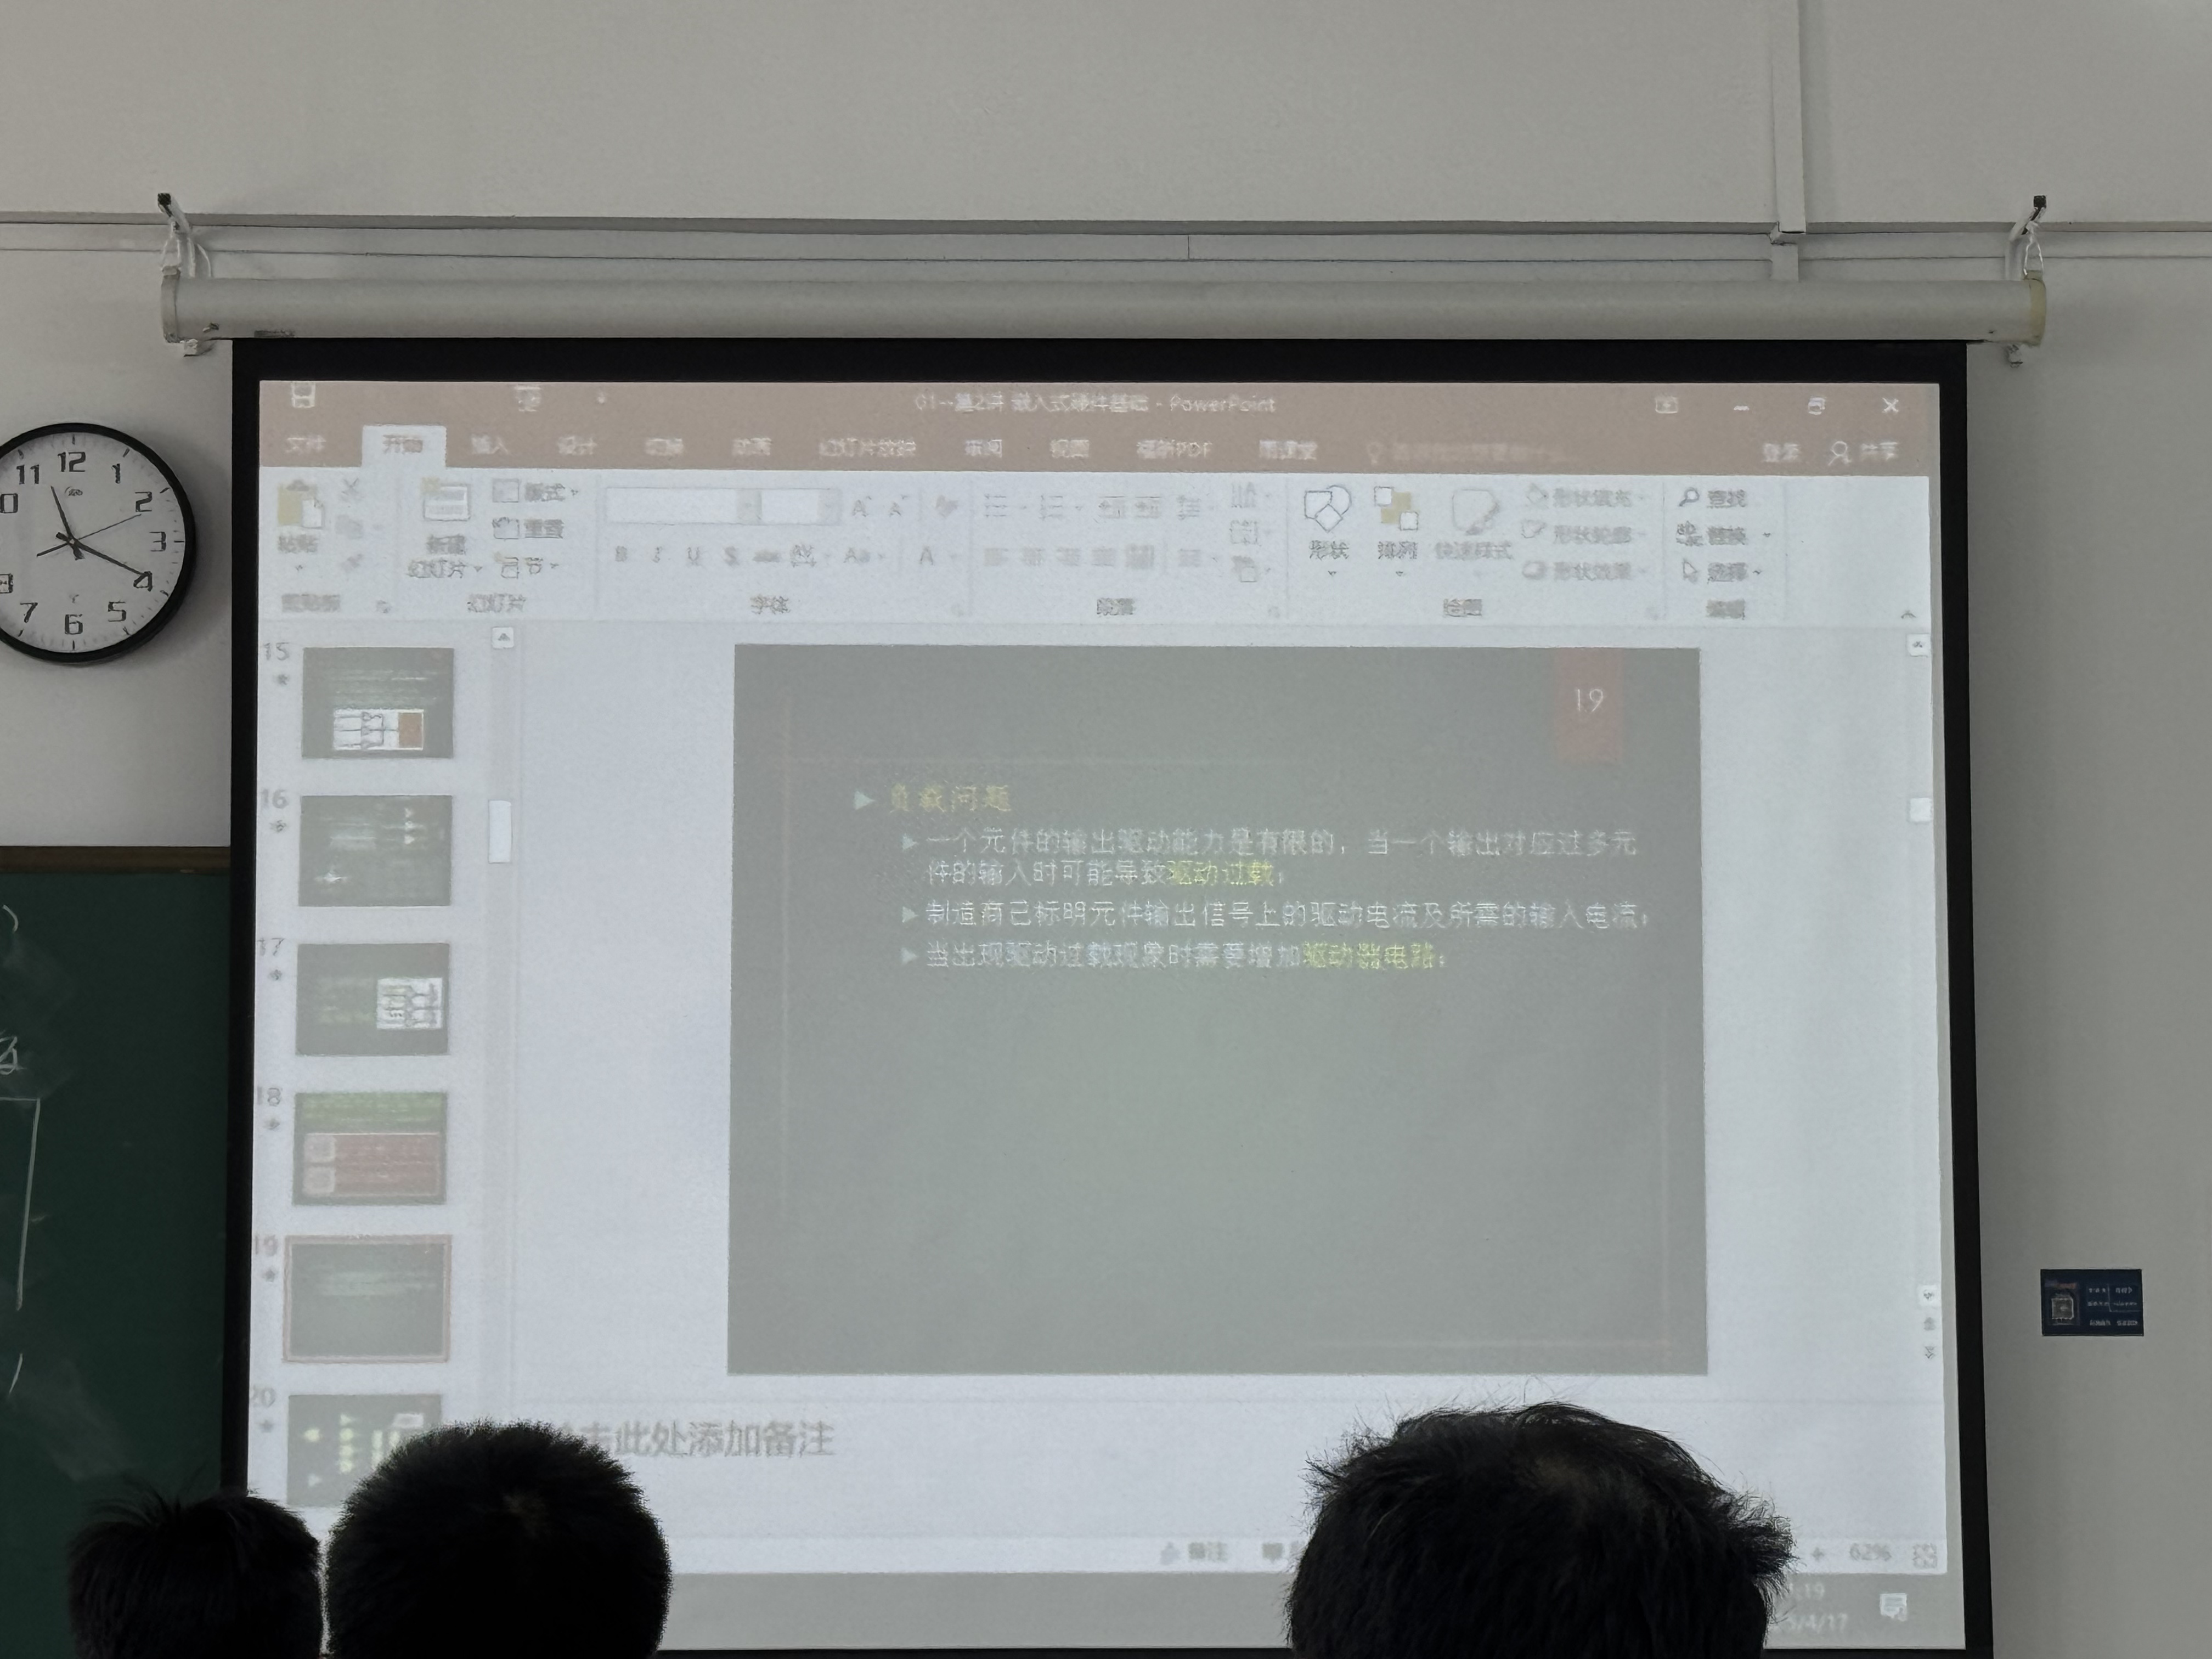 01--第2讲 嵌入式硬件基础 - PowerPoint
文件 开始 插入 设计 切换 动画 幻灯片放映 审阅 视图 福昕PDF 雨课堂
登录 共享
粘贴
新建
幻灯片
版式
重置
节
形状 排列 快速样式
形状填充
形状轮廓
形状效果
查找
替换
选择
剪贴板 幻灯片 字体 段落 绘图 编辑
15
16
17
18
19
20
19
负载问题
一个元件的输出驱动能力是有限的，当一个输出对应过多元
件的输入时可能导致驱动过载；
制造商已标明元件输出信号上的驱动电流及所需的输入电流；
当出现驱动过载现象时需要增加驱动器电路；
击此处添加备注
备注
62%
:19
5/4/17
11 12 1
2
3
4
5
6
7
8
0